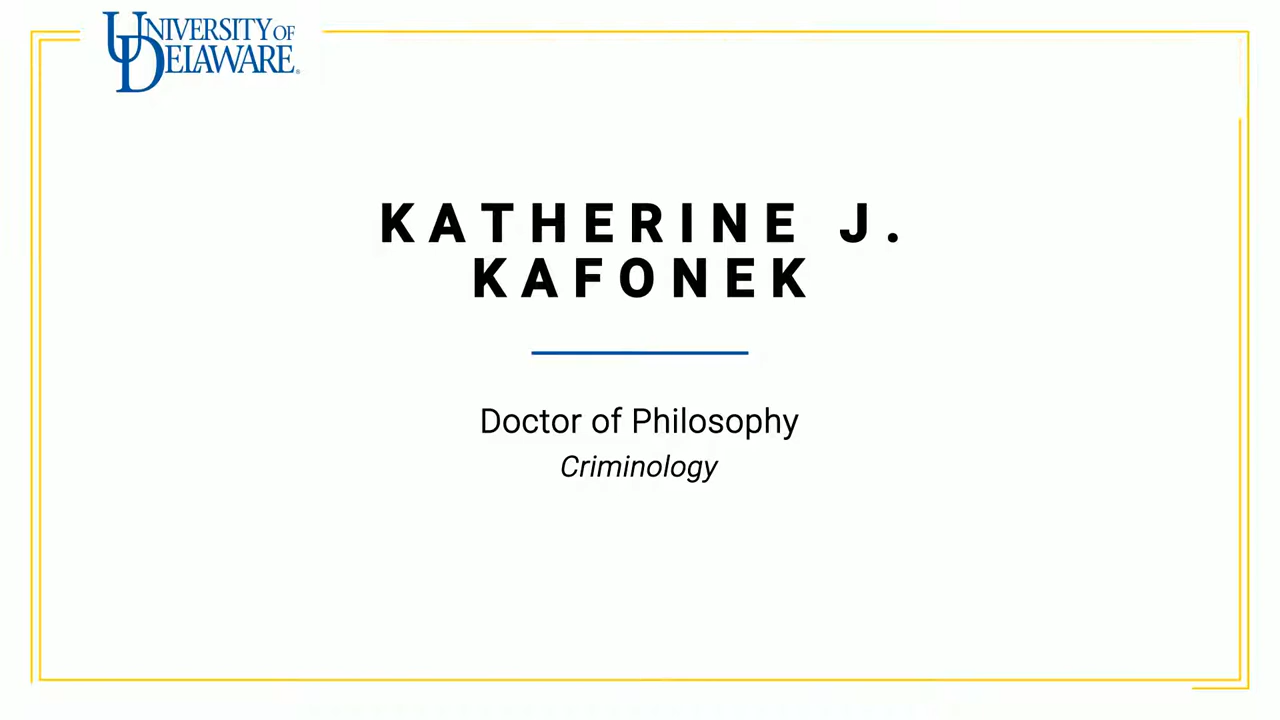 UNIVERSITY OF
DELAWARE®
KATHERINE J.
KAFONEK
Doctor of Philosophy
Criminology